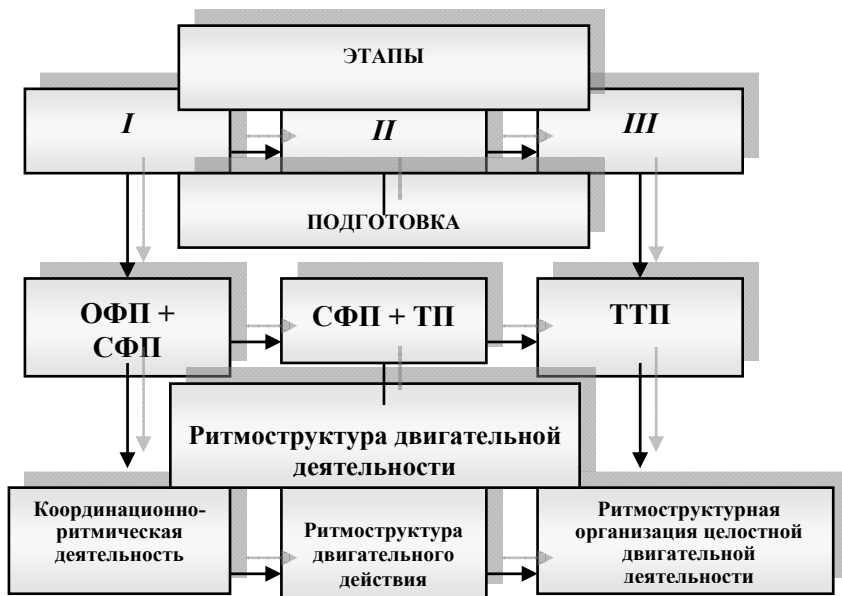 ЭТАПЫ
I
II
III
ПОДГОТОВКА
ОФП +
СФП
СФП + ТП
ТТП
Ритмоструктура двигательной
деятельности
Координационно-
ритмическая
деятельность
Ритмоструктура
двигательного
действия
Ритмоструктурная
организация целостной
двигательной
деятельности